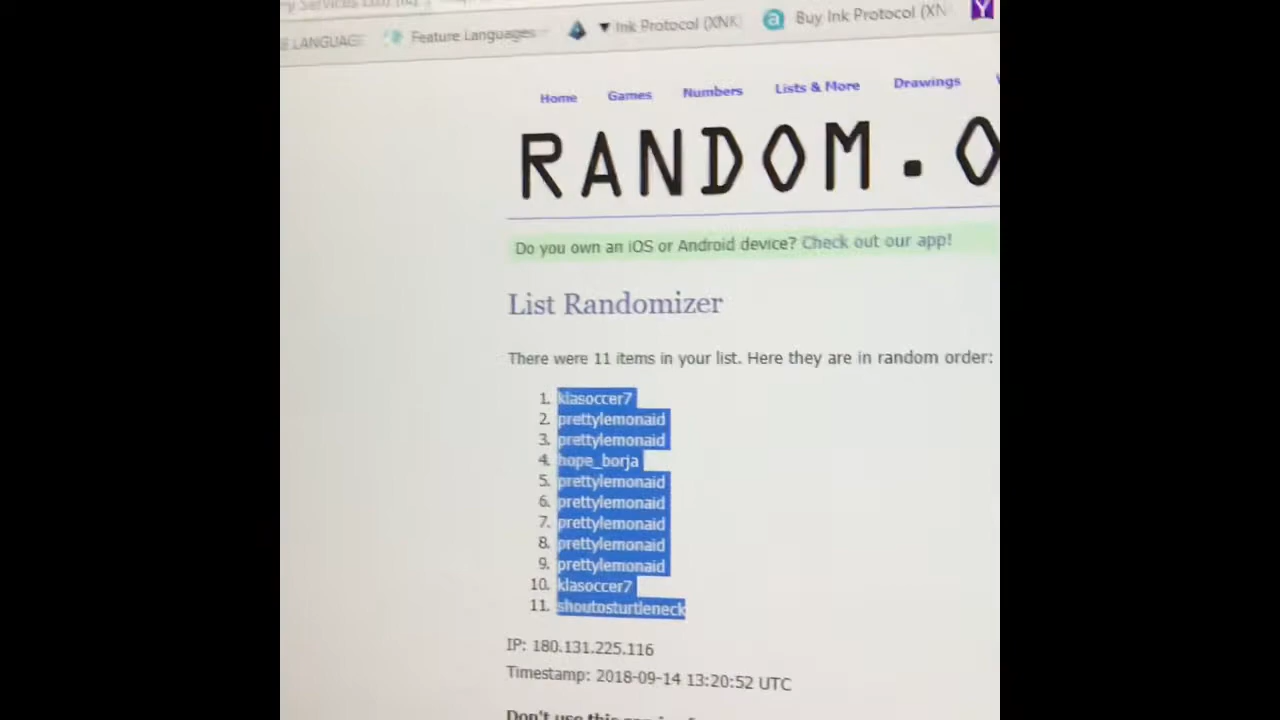 LANGUAGE Feature Languages ▼ Ink Protocol (XNK) Buy Ink Protocol (XN
Home Games Numbers Lists & More Drawings
RANDOM.O
Do you own an iOS or Android device? Check out our app!
List Randomizer
There were 11 items in your list. Here they are in random order:
1. klasoccer7
2. prettylemonaid
3. prettylemonaid
4. hope_borja
5. prettylemonaid
6. prettylemonaid
7. prettylemonaid
8. prettylemonaid
9. prettylemonaid
10. klasoccer7
11. shoutosturtleneck
IP: 180.131.225.116
Timestamp: 2018-09-14 13:20:52 UTC
Don't use this